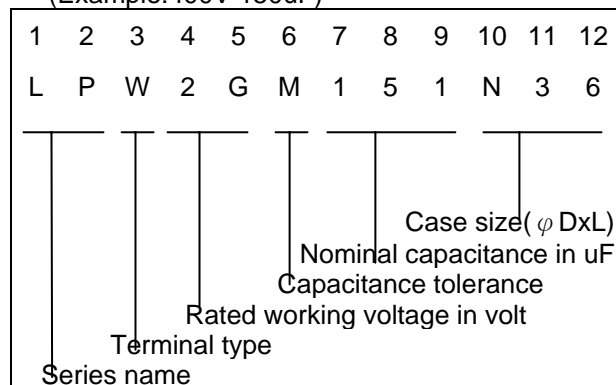 1 2 3 4 5 6 7 8 9 10 11 12
L P W 2 G M 1 5 1 N 3 6
Case size( φ DxL)
Nominal capacitance in uF
Capacitance tolerance
Rated working voltage in volt
Terminal type
Series name